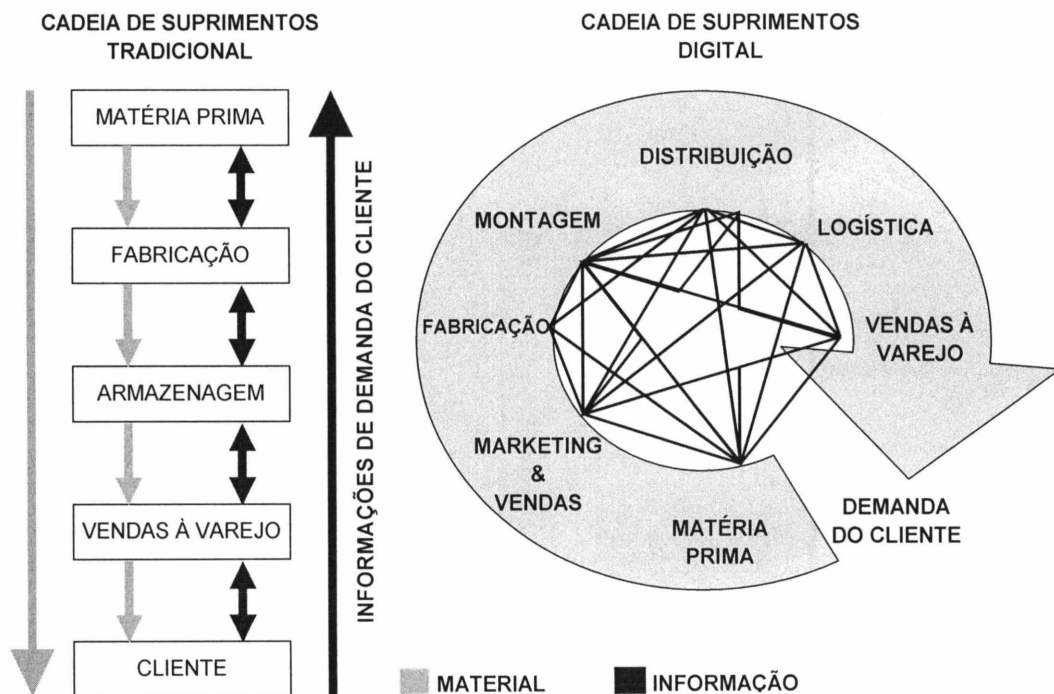 CADEIA DE SUPRIMENTOS
TRADICIONAL
MATÉRIA PRIMA
FABRICAÇÃO
ARMAZENAGEM
VENDAS À VAREJO
CLIENTE
INFORMAÇÕES DE DEMANDA DO CLIENTE
CADEIA DE SUPRIMENTOS
DIGITAL
DISTRIBUIÇÃO
MONTAGEM
LOGÍSTICA
FABRICAÇÃO
VENDAS À
VAREJO
MARKETING
&
VENDAS
MATÉRIA
PRIMA
DEMANDA
DO CLIENTE
MATERIAL
INFORMAÇÃO